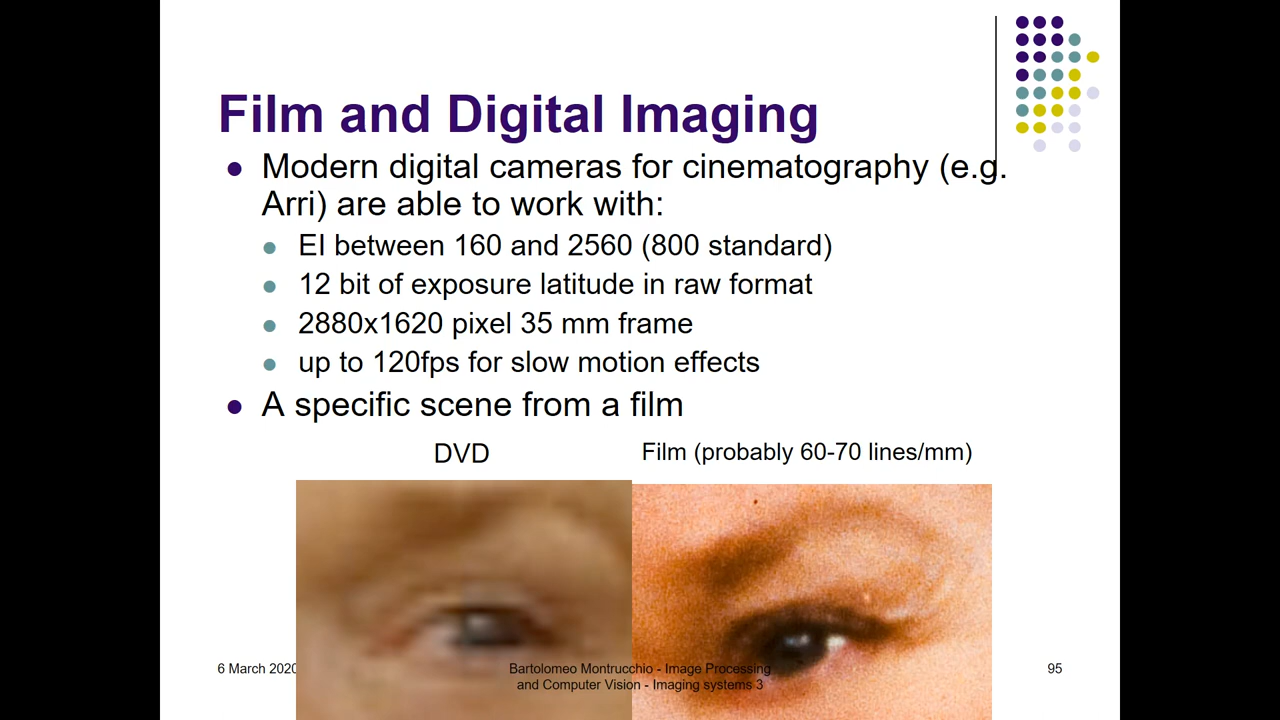 Film and Digital Imaging
Modern digital cameras for cinematography (e.g.
Arri) are able to work with:
EI between 160 and 2560 (800 standard)
12 bit of exposure latitude in raw format
2880x1620 pixel 35 mm frame
up to 120fps for slow motion effects
A specific scene from a film
DVD
Film (probably 60-70 lines/mm)
6 March 2020
Bartolomeo Montrucchio - Image Processing
and Computer Vision - Imaging systems 3
95